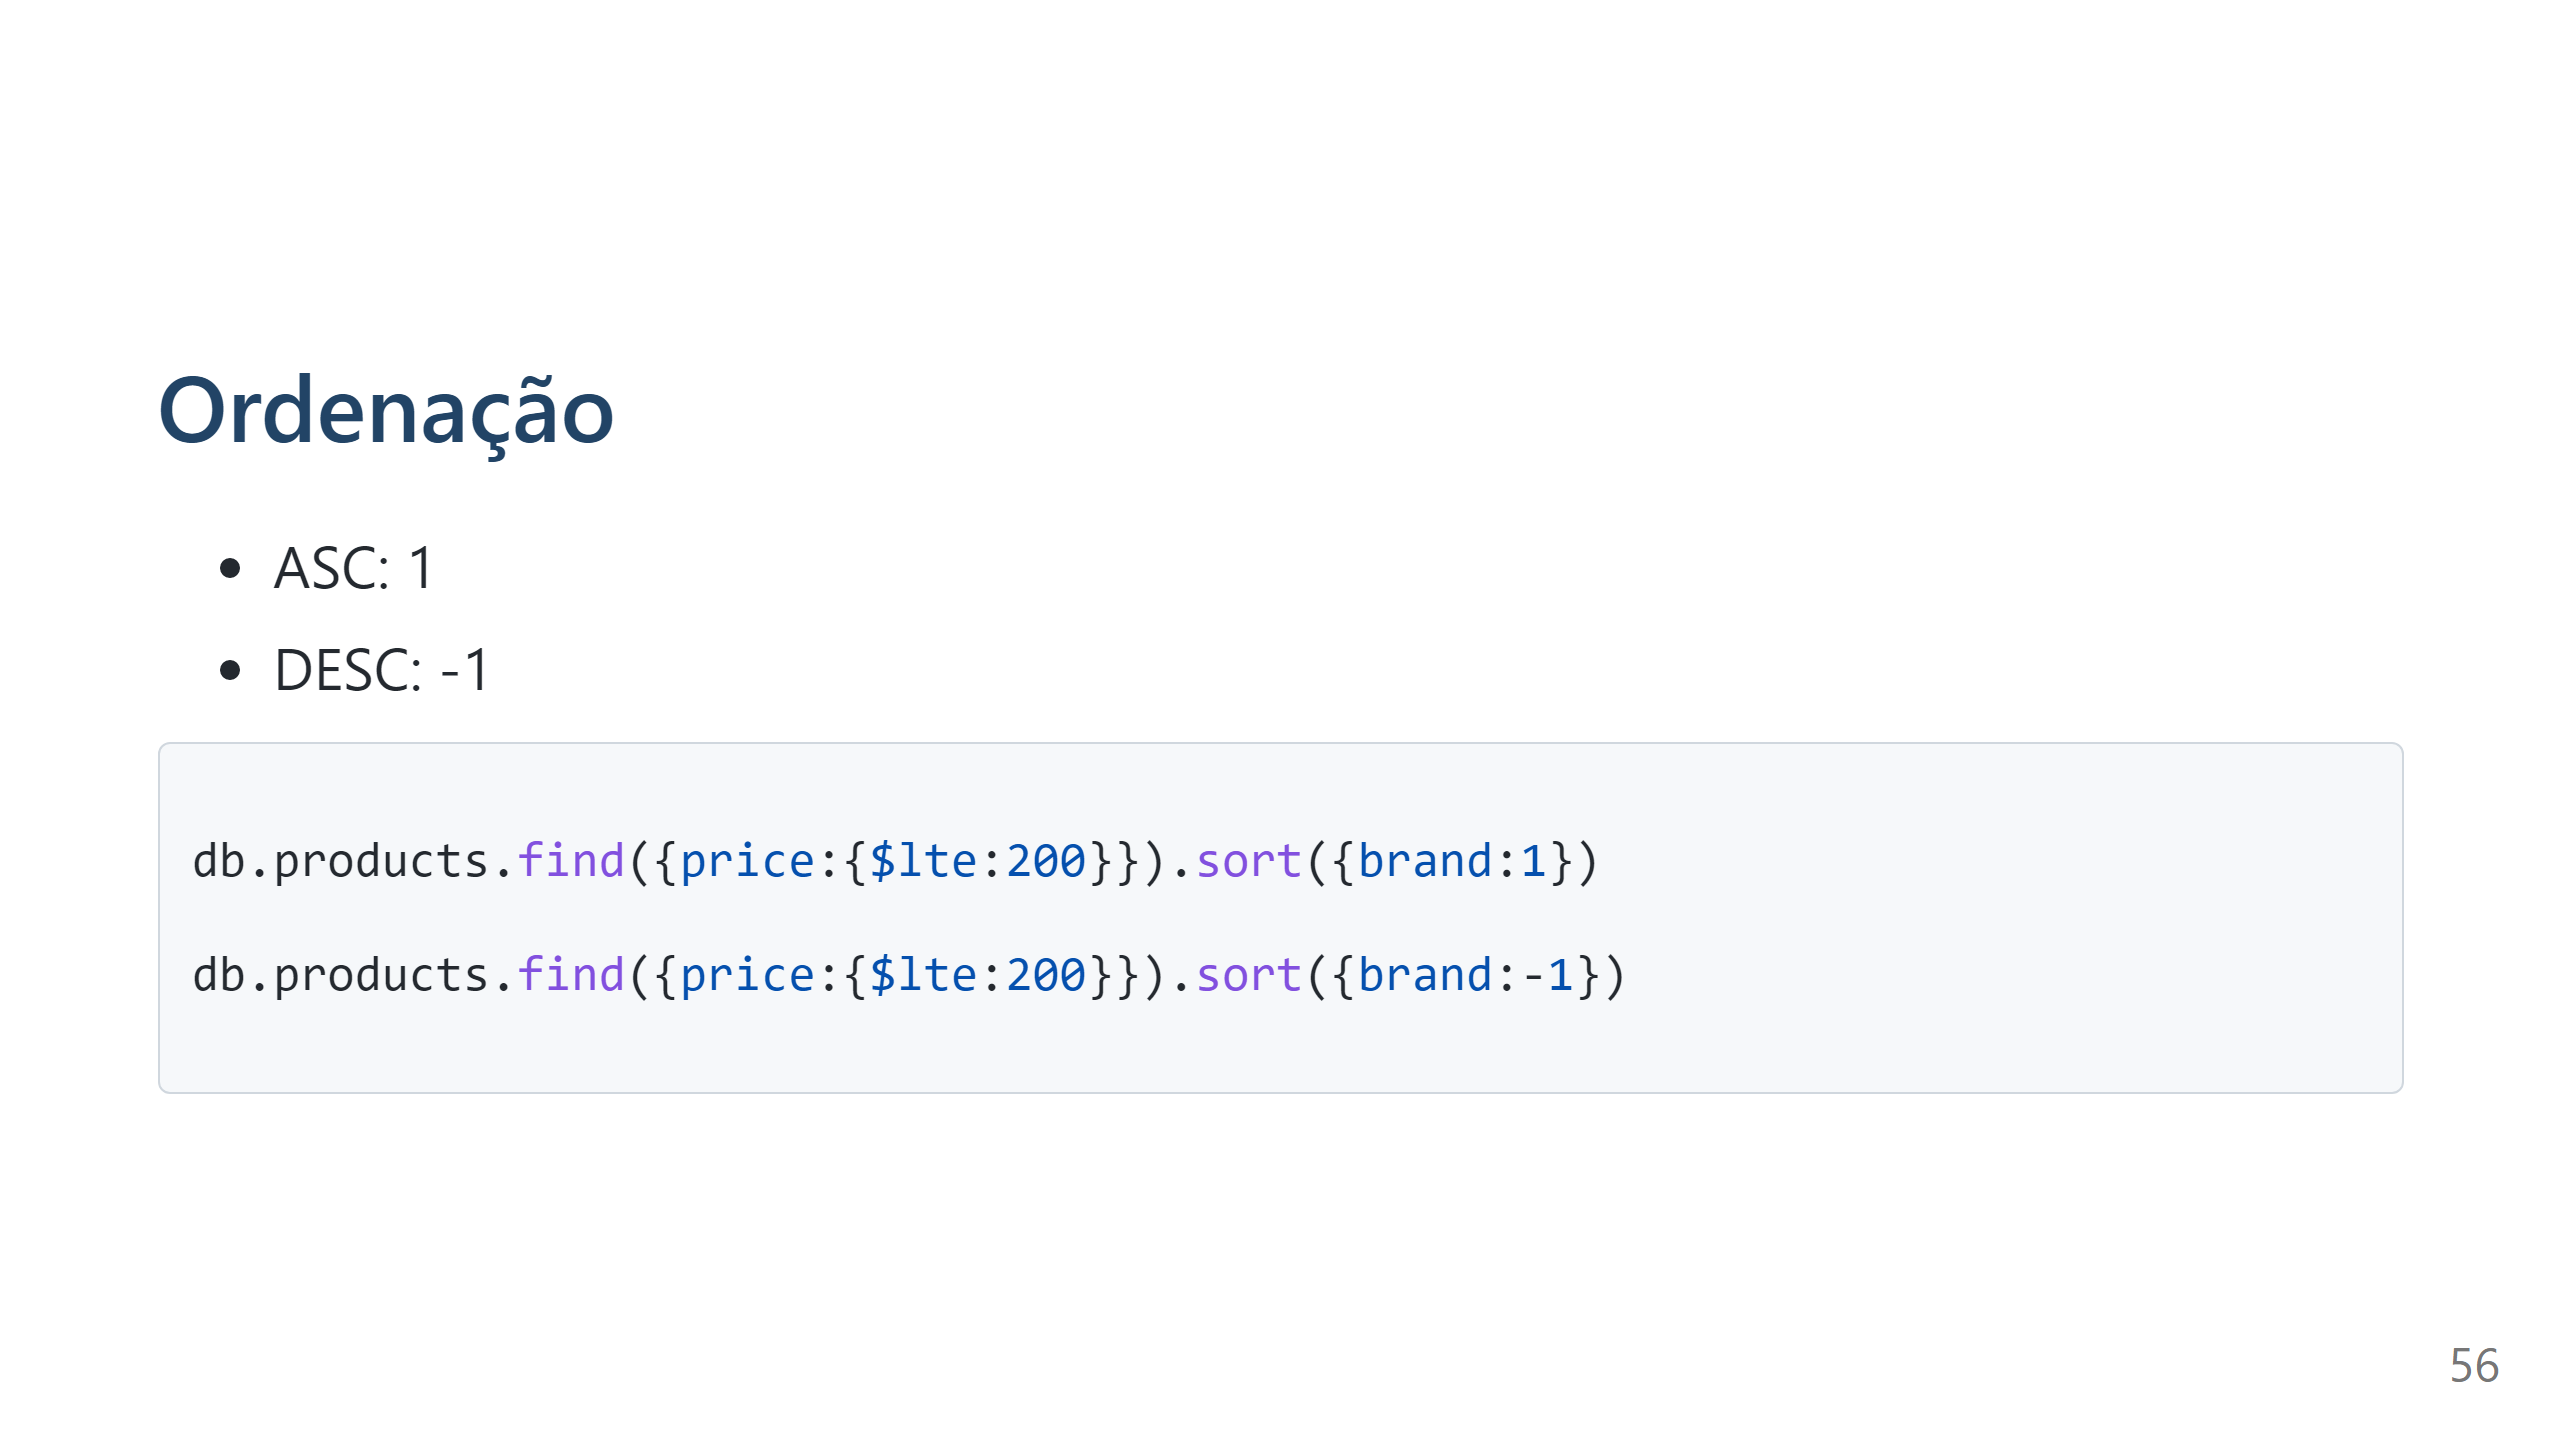 Ordenação
ASC: 1
DESC: -1
db.products.find({price:{$lte:200}}).sort({brand:1})
db.products.find({price:{$lte:200}}).sort({brand:-1})
56